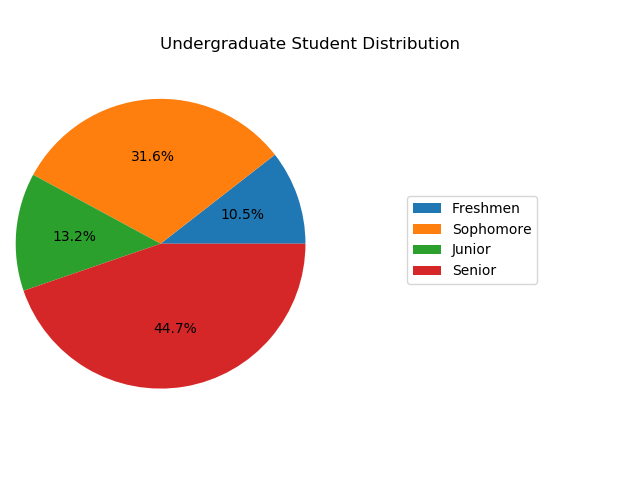 Undergraduate Student Distribution
31.6%
10.5%
13.2%
44.7%
Freshmen
Sophomore
Junior
Senior